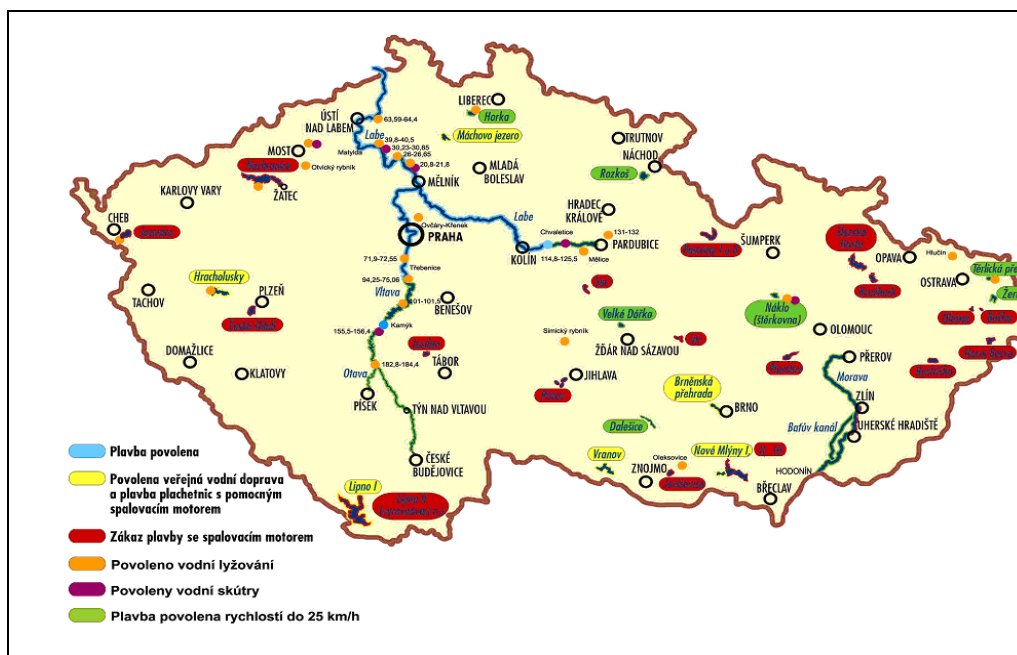 LIBEREC
Horka
ÚSTÍ
NAD LABEM
63,59-64,4
Labe
39,8-40,5
30,23-30,85
26-26,65
20,8-21,8
Máchovo jezero
TRUTNOV
NÁCHOD
Rozkoš
MOST
Matylda
Otvický rybník
MLADÁ
BOLESLAV
MĚLNÍK
ŽATEC
KARLOVY VARY
CHEB
Jesenice
Ovčáry-Křenek
PRAHA
Labe
HRADEC
KRÁLOVÉ
131-132
Chvaletice
KOLÍN
PARDUBICE
114,8-125,5
Mělice
ŠUMPERK
OPAVA
Hlučín
OSTRAVA
71,9-72,55
Třebenice
94,25-75,06
Vltava
101-101,5
BENEŠOV
Hracholusky
TACHOV
PLZEŇ
České Údolí
Kamýk
155,5-156,4
Velké Dářko
Simický rybník
ŽĎÁR NAD SÁZAVOU
Náklo
(štěrkovna)
OLOMOUC
Těrlická pře
DOMAŽLICE
KLATOVY
TÁBOR
182,8-184,4
Otava
PÍSEK
TÝN NAD VLTAVOU
JIHLAVA
PŘEROV
Morava
ZLÍN
Brněnská
přehrada
BRNO
Dalešice
Baťův kanál
UHERSKÉ HRADIŠTĚ
ČESKÉ
BUDĚJOVICE
Vranov
ZNOJMO
Oleksovice
Nové Mlýny I.
HODONÍN
BŘECLAV
Lipno I
Lipno II
Plavba povolena
Povolena veřejná vodní doprava
a plavba plachetnic s pomocným
spalovacím motorem
Zákaz plavby se spalovacím motorem
Povoleno vodní lyžování
Povoleny vodní skútry
Plavba povolena rychlostí do 25 km/h